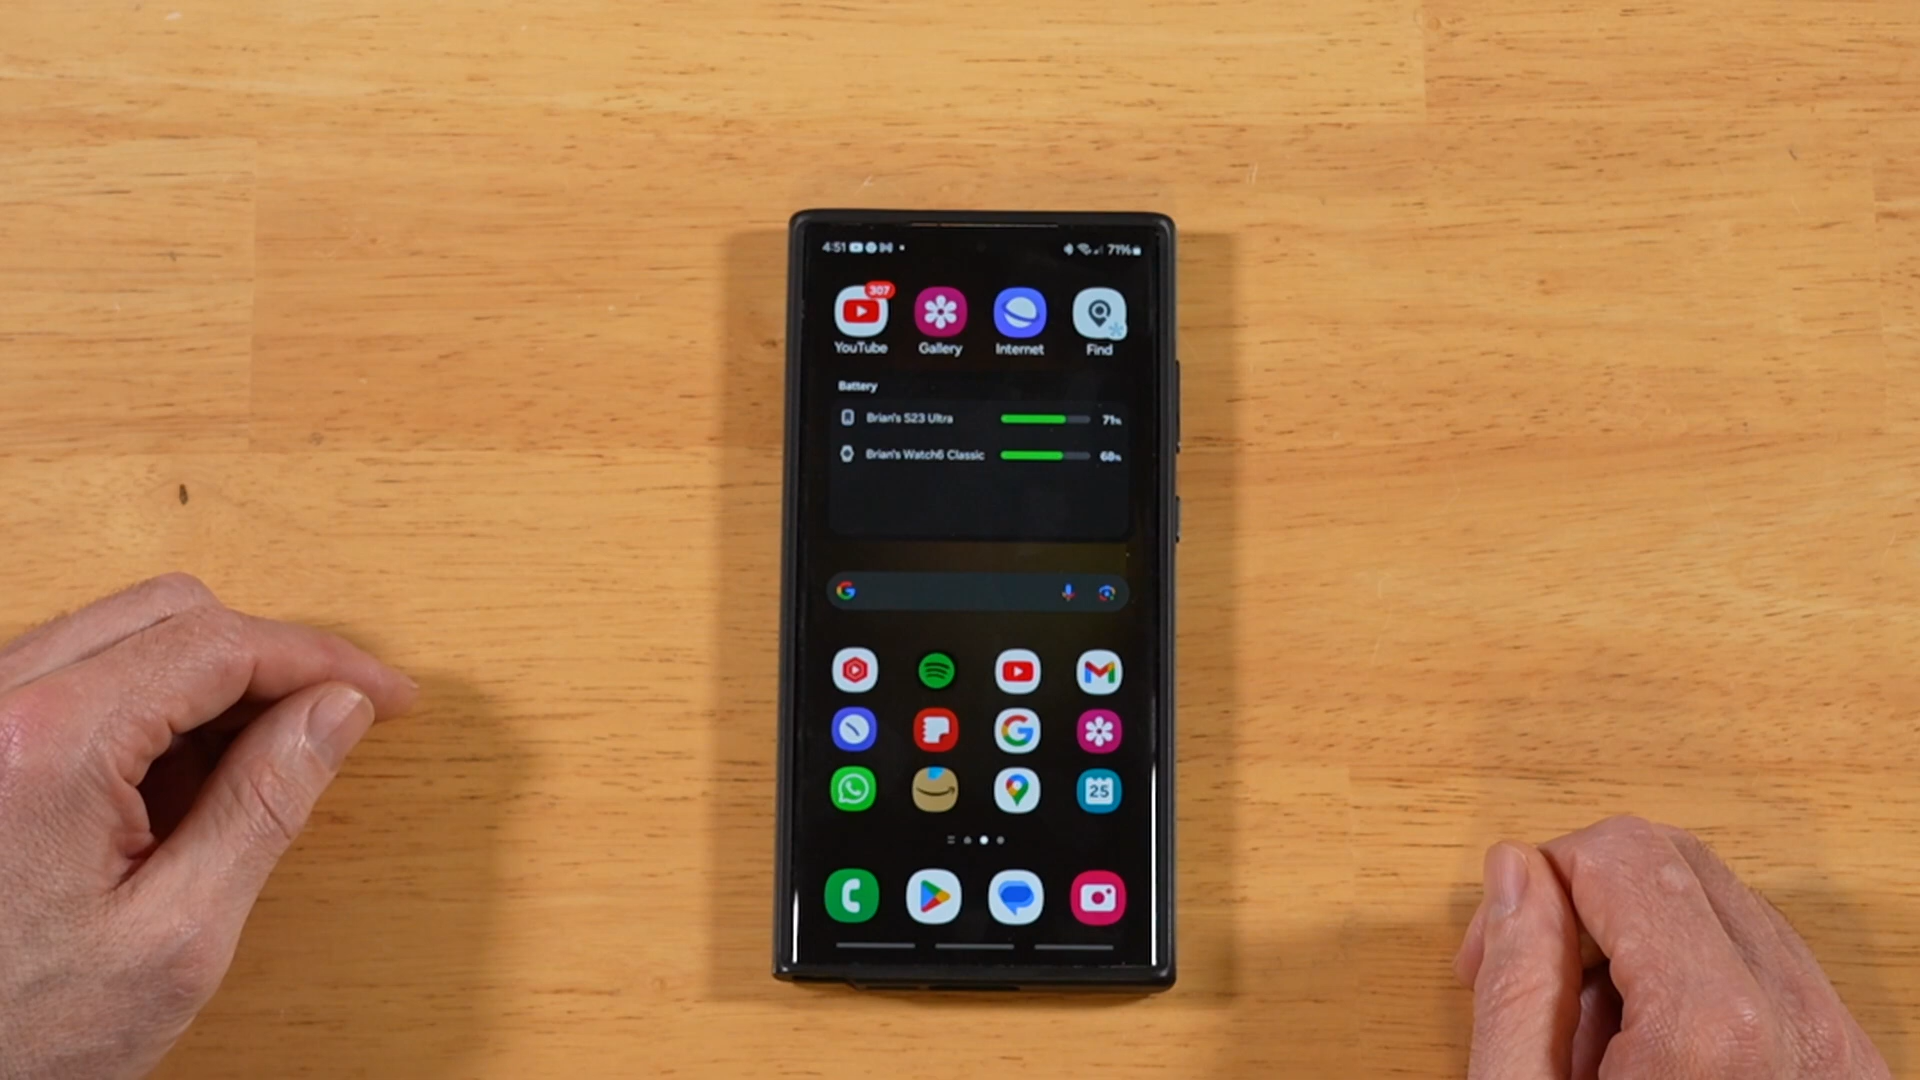 4:51 71%
307
YouTube Gallery Internet Find
Battery
Brian's S23 Ultra 71%
Brian's Watch6 Classic 68%
25